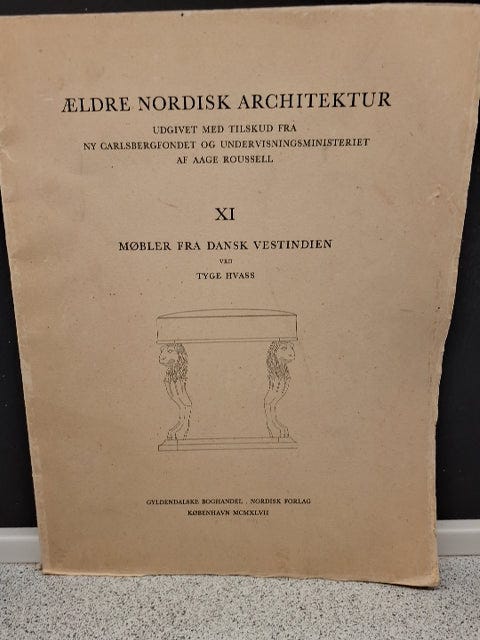 ÆLDRE NORDISK ARCHITEKTUR
UDGIVET MED TILSKUD FRA
NY CARLSBERGFONDET OG UNDERVISNINGSMINISTERIET
AF AAGE ROUSSELL
XI
MØBLER FRA DANSK VESTINDIEN
VED
TYGE HVASS
GYLDENDALSKE BOGHANDEL . NORDISK FORLAG
KØBENHAVN MCMXLVII